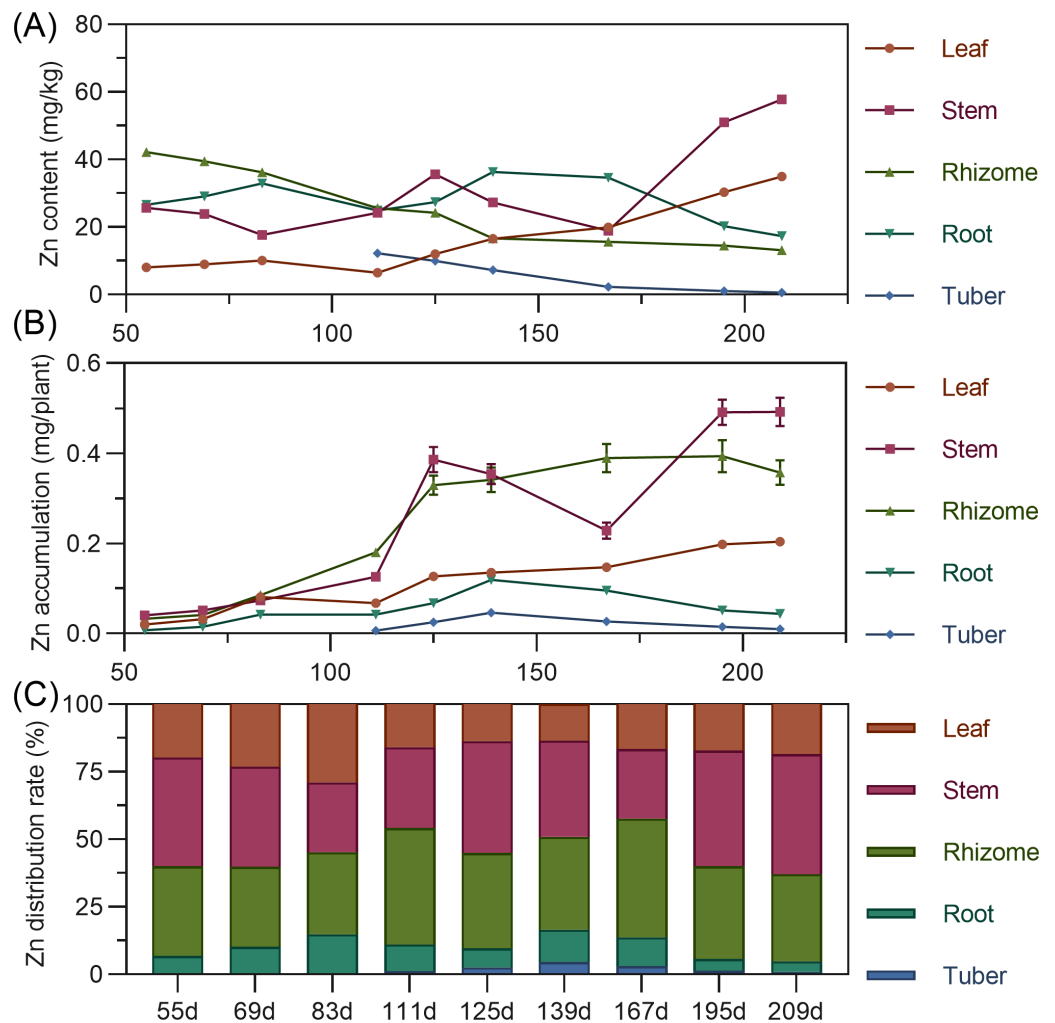 (A)
Zn content (mg/kg)
80
60
40
20
0
50
100
150
200
Leaf
Stem
Rhizome
Root
Tuber
(B)
Zn accumulation (mg/plant)
0.6
0.4
0.2
0.0
50
100
150
200
Leaf
Stem
Rhizome
Root
Tuber
(C)
Zn distribution rate (%)
100
75
50
25
0
55d
69d
83d
111d
125d
139d
167d
195d
209d
Leaf
Stem
Rhizome
Root
Tuber